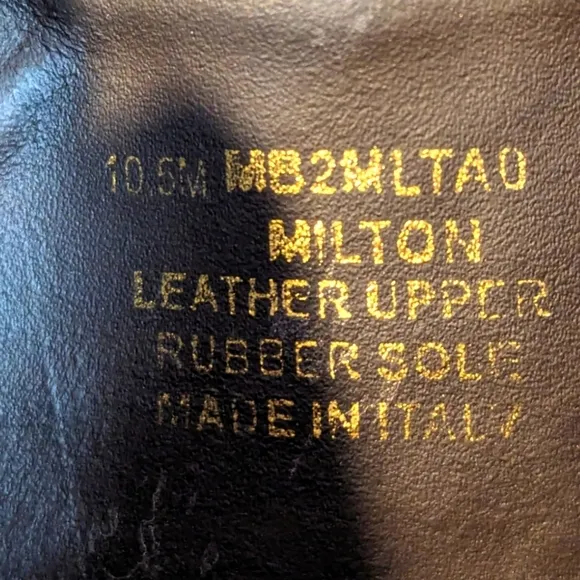 10.5M MB2MLTA0
MILTON
LEATHER UPPER
RUBBER SOLE
MADE IN ITALY